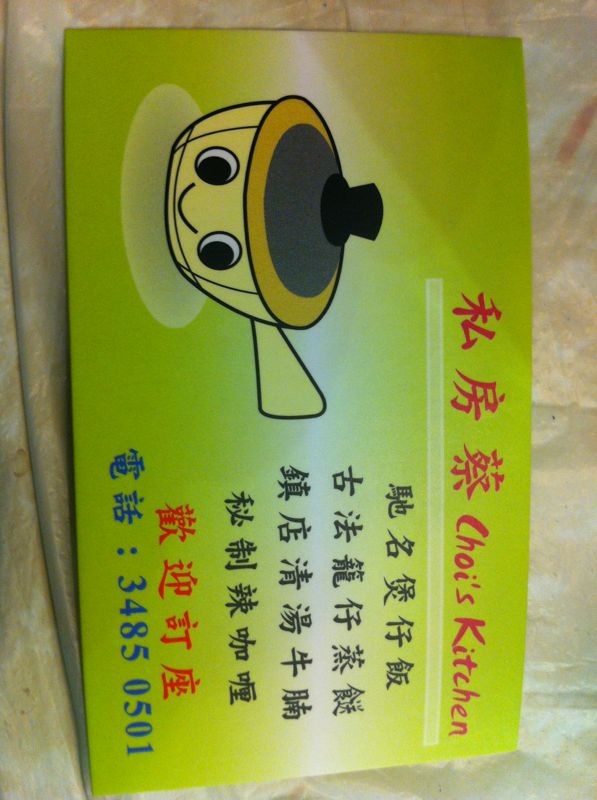 私房蔡 Choi's Kitchen
馳名煲仔飯
古法籠仔蒸餸
鎮店清湯牛腩
秘制辣咖喱
歡迎訂座
電話：3485 0501